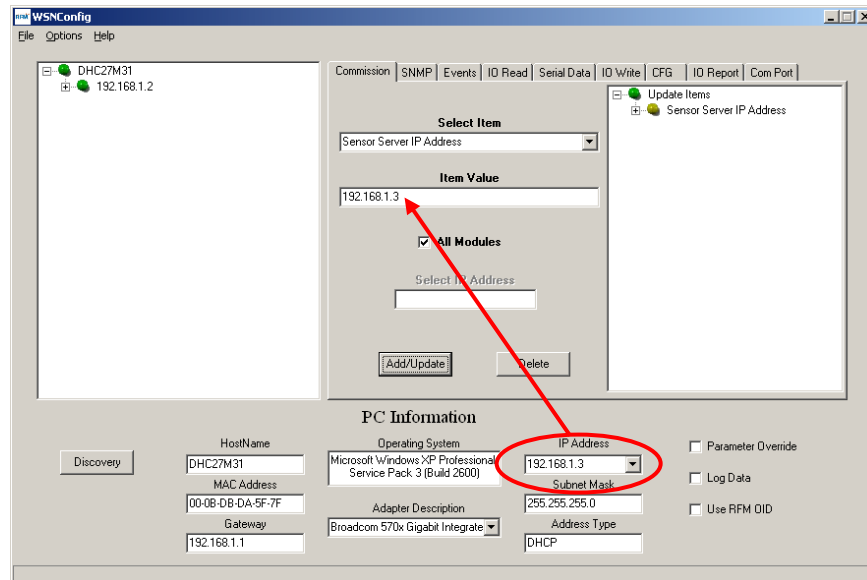 RFM WSNConfig
File Options Help
DHC27M31
192.168.1.2
Commission SNMP Events IO Read Serial Data IO Write CFG IO Report Com Port
Select Item
Sensor Server IP Address
Item Value
192.168.1.3
All Modules
Select IP Address
Add/Update Delete
Update Items
Sensor Server IP Address
PC Information
Discovery
HostName
DHC27M31
MAC Address
00-0B-DB-DA-5F-7F
Gateway
192.168.1.1
Operating System
Microsoft Windows XP Professional
Service Pack 3 (Build 2600)
Adapter Description
Broadcom 570x Gigabit Integrate
IP Address
192.168.1.3
Subnet Mask
255.255.255.0
Address Type
DHCP
Parameter Override
Log Data
Use RFM OID